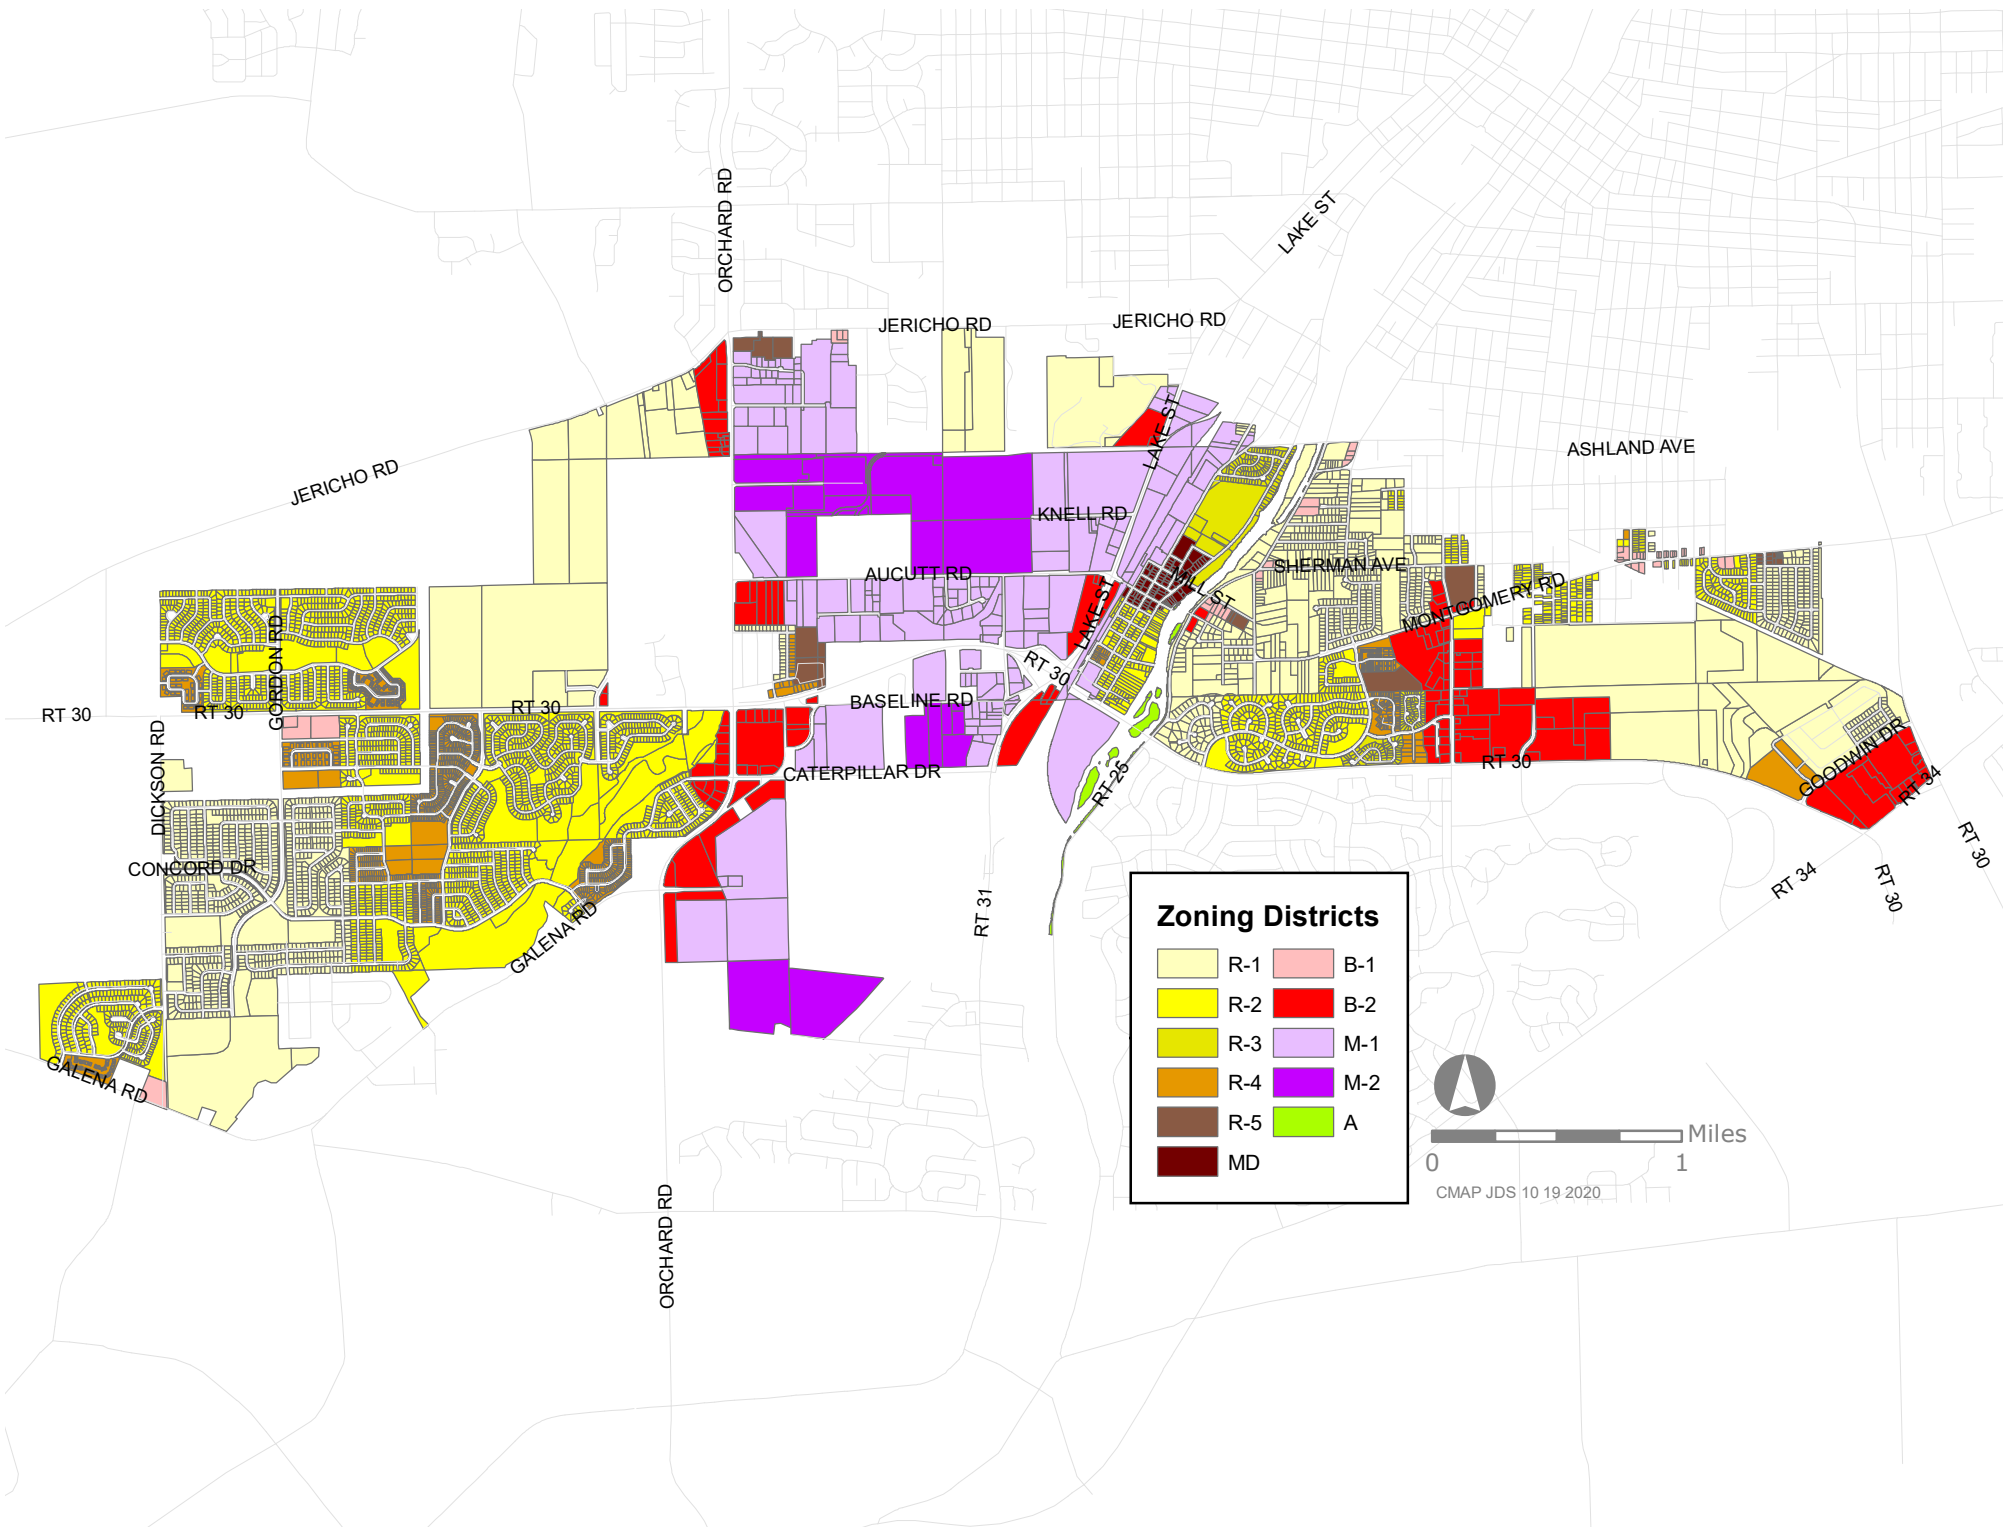 ORCHARD RD
LAKE ST
JERICHO RD
JERICHO RD
LAKE ST
ASHLAND AVE
JERICHO RD
KNELL RD
SHERMAN AVE
AUCUTT RD
MILL ST
MONTGOMERY RD
LAKE ST
GORDON RD
RT 30
BASELINE RD
RT 30
RT 30
RT 30
DICKSON RD
CATERPILLAR DR
RT 25
RT 30
GOODWIN DR
RT 34
RT 30
CONCORD DR
RT 34
RT 30
RT 31
GALENA RD
GALENA RD
ORCHARD RD
Zoning Districts
R-1 B-1
R-2 B-2
R-3 M-1
R-4 M-2
R-5 A
MD
Miles
0 1
CMAP JDS 10 19 2020